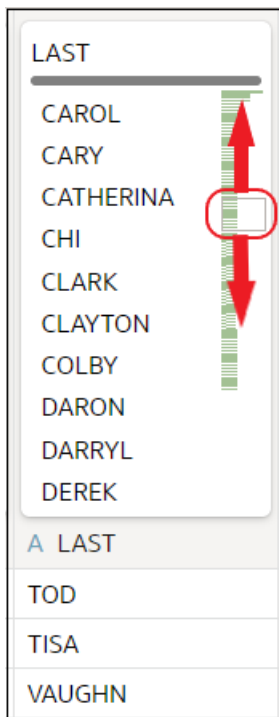 LAST
CAROL
CARY
CATHERINA
CHI
CLARK
CLAYTON
COLBY
DARON
DARRYL
DEREK
A LAST
TOD
TISA
VAUGHN